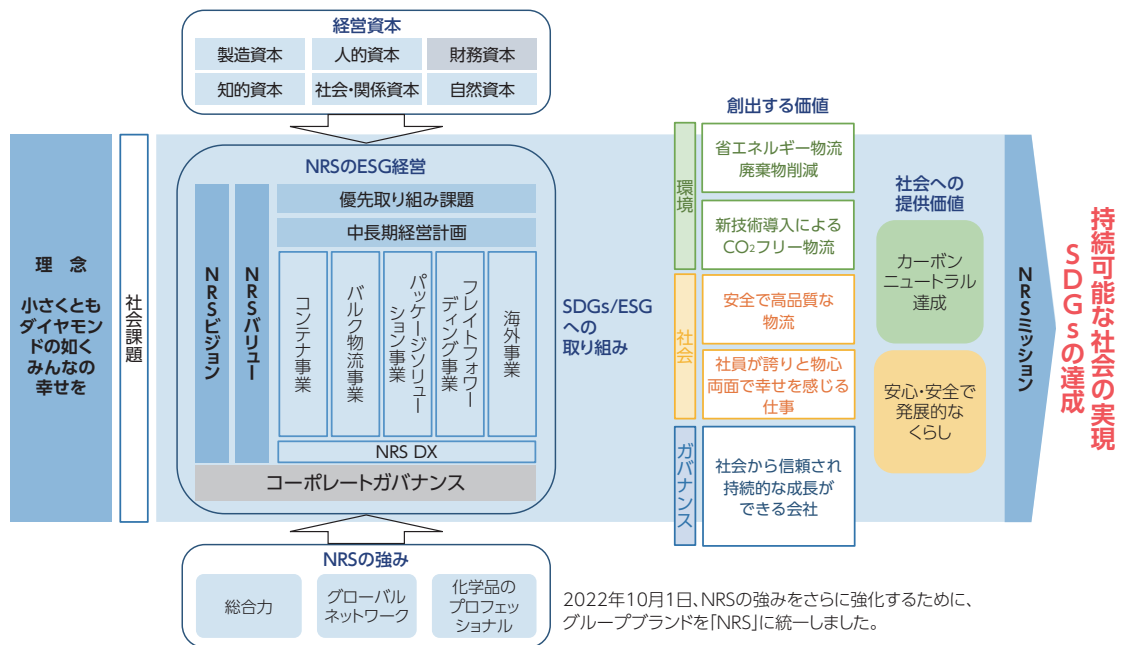 経営資本
製造資本
人的資本
財務資本
知的資本
社会・関係資本
自然資本
理　念
小さくとも
ダイヤモン
ドの如く
みんなの
幸せを
社会課題
NRSのESG経営
NRSビジョン
NRSバリュー
優先取り組み課題
中長期経営計画
コンテナ事業
バルク物流事業
パッケージソリュー
ション事業
フレイトフォワー
ディング事業
海外事業
NRS DX
コーポレートガバナンス
NRSの強み
総合力
グローバル
ネットワーク
化学品の
プロフェッ
ショナル
SDGs/ESG
への
取り組み
創出する価値
環境
省エネルギー物流
廃棄物削減
新技術導入による
CO₂フリー物流
社会
安全で高品質な
物流
社員が誇りと物心
両面で幸せを感じる
仕事
ガバナンス
社会から信頼され
持続的な成長が
できる会社
社会への
提供価値
カーボン
ニュートラル
達成
安心・安全で
発展的な
くらし
NRSミッション
持続可能な社会の実現
SDGsの達成
2022年10月1日、NRSの強みをさらに強化するために、
グループブランドを「NRS」に統一しました。